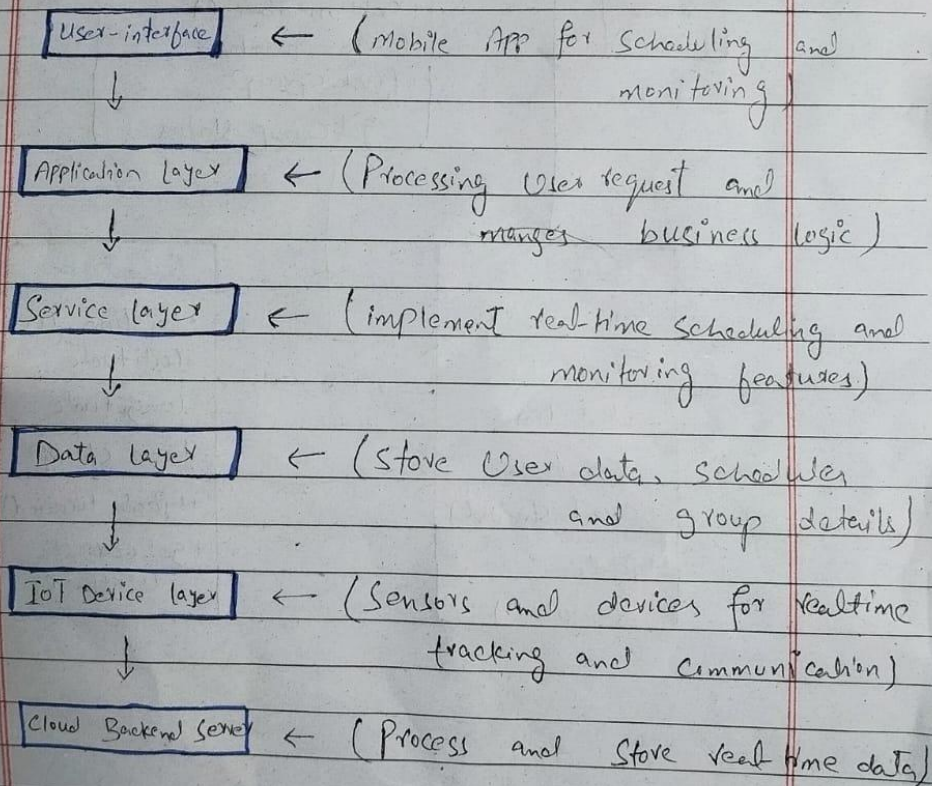 User-interface ← (mobile App for scheduling and
monitoring)
↓
Application layer ← (Processing User request and
manges business logic)
↓
Service layer ← (implement real-time scheduling and
monitoring features)
↓
Data layer ← (Store User data, schedules
and group details)
↓
IoT Device layer ← (Sensors and devices for realtime
tracking and communication)
↓
Cloud Backend Server ← (Process and Store real time data)